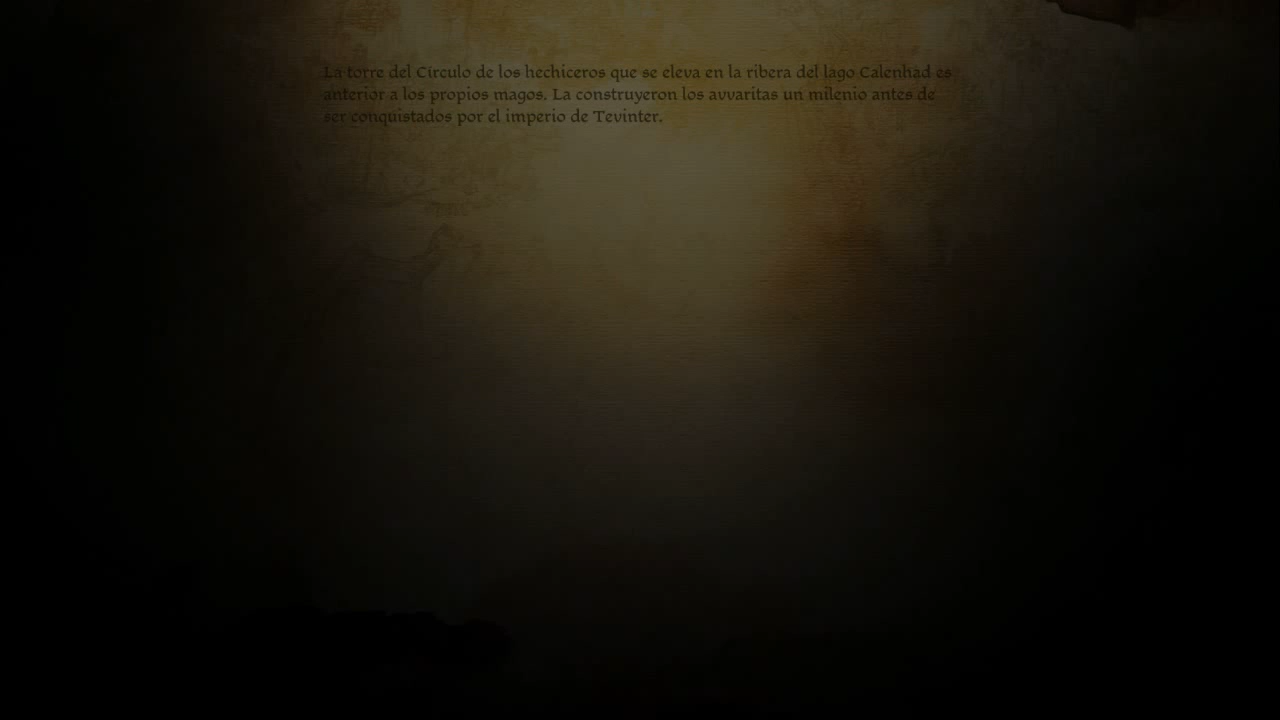 La torre del Círculo de los hechiceros que se eleva en la ribera del lago Calenhad es
anterior a los propios magos. La construyeron los avvaritas un milenio antes de
ser conquistados por el imperio de Tevinter.